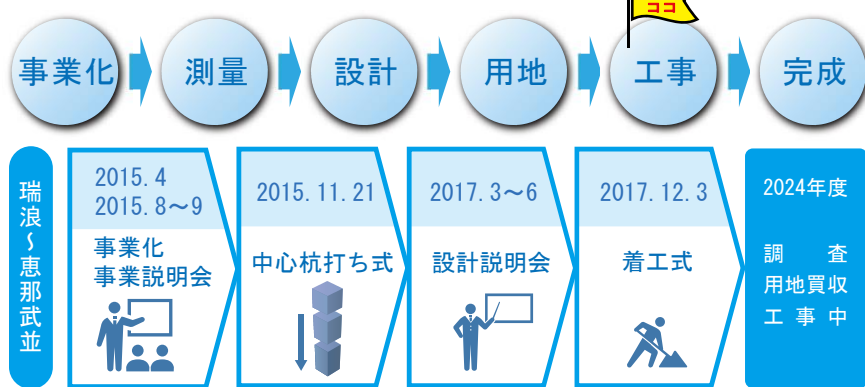 ココ
事業化
測量
設計
用地
工事
完成
瑞浪～恵那武並
2015.4
2015.8～9
事業化
事業説明会
2015.11.21
中心杭打ち式
2017.3～6
設計説明会
2017.12.3
着工式
2024年度
調　査
用地買収
工事中